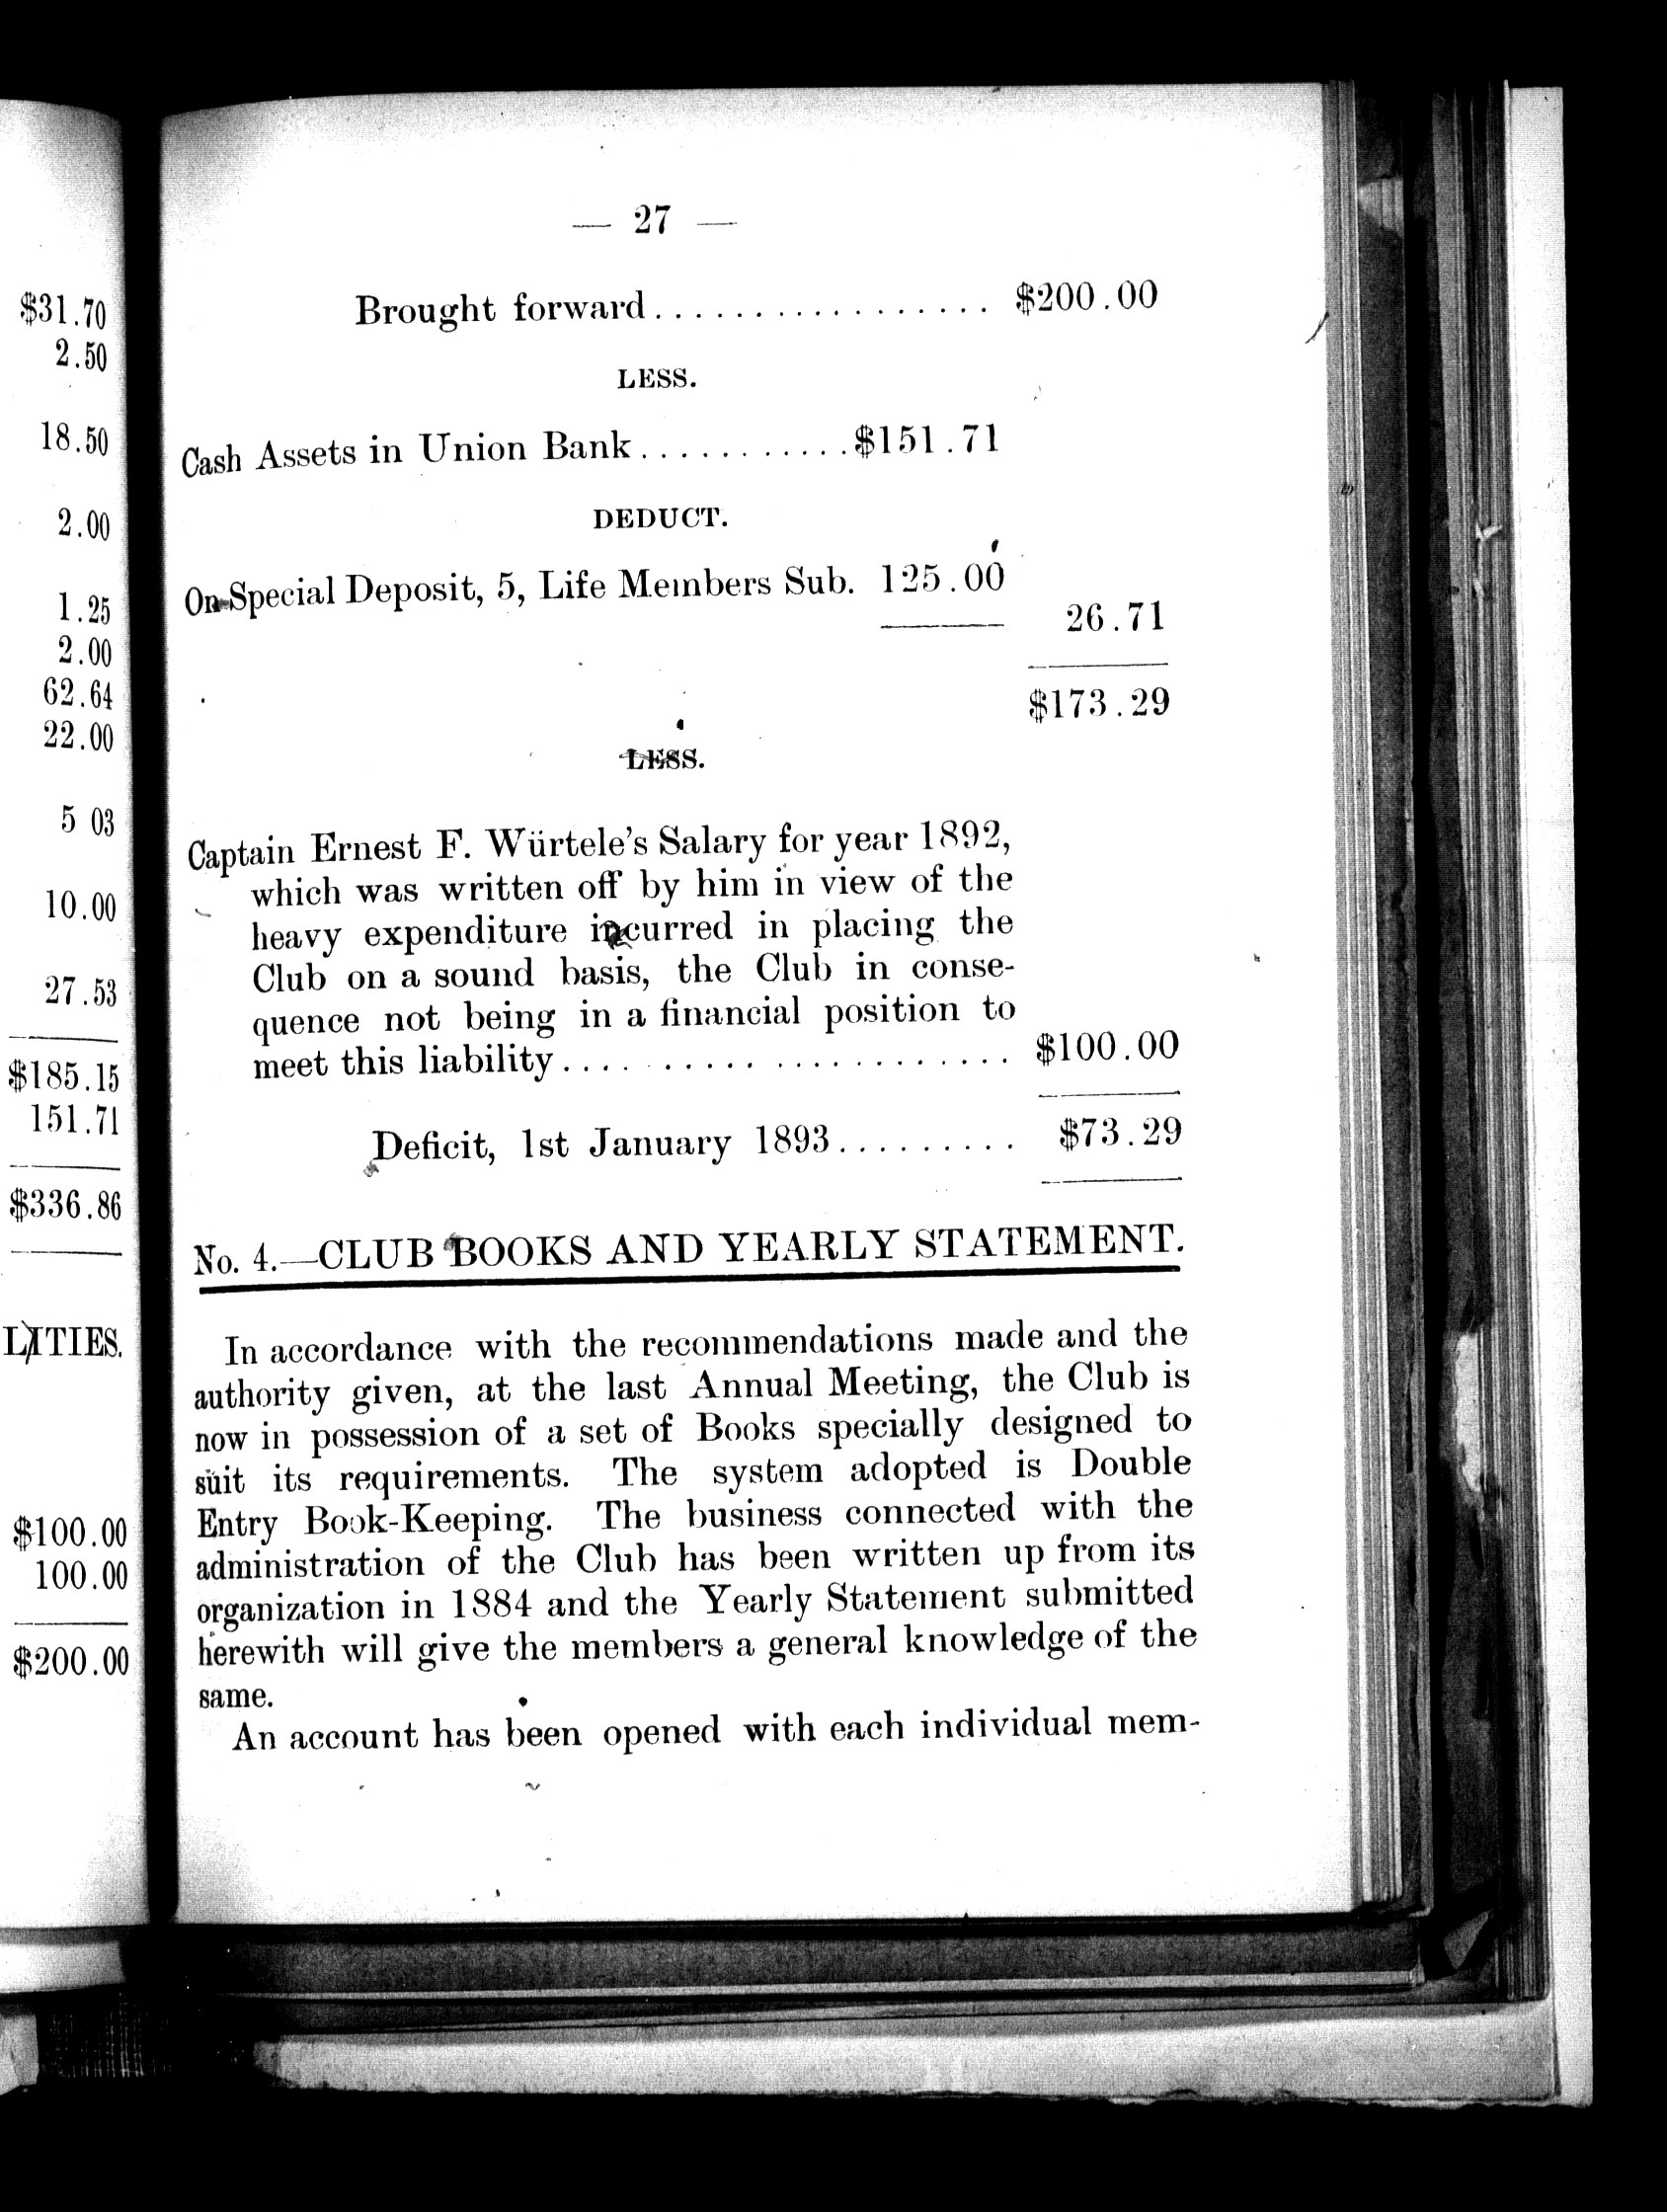 $31.70
2.50
18.50
2.00
1.25
2.00
62.64
22.00
5 03
10.00
27.53
$185.15
151.71
$336.86
LITIES.
$100.00
100.00
$200.00
— 27 —
Brought forward................. $200.00
LESS.
Cash Assets in Union Bank...........$151.71
DEDUCT.
On Special Deposit, 5, Life Members Sub. 125.00
26.71
$173.29
LESS.
Captain Ernest F. Würtele's Salary for year 1892,
which was written off by him in view of the
heavy expenditure incurred in placing the
Club on a sound basis, the Club in conse-
quence not being in a financial position to
meet this liability...................... $100.00
Deficit, 1st January 1893......... $73.29
No. 4.—CLUB BOOKS AND YEARLY STATEMENT.
In accordance with the recommendations made and the
authority given, at the last Annual Meeting, the Club is
now in possession of a set of Books specially designed to
suit its requirements. The system adopted is Double
Entry Book-Keeping. The business connected with the
administration of the Club has been written up from its
organization in 1884 and the Yearly Statement submitted
herewith will give the members a general knowledge of the
same.
An account has been opened with each individual mem-